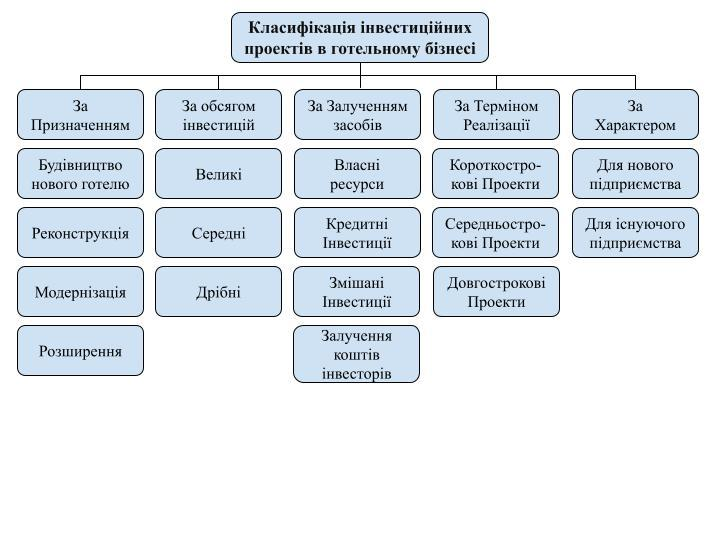 Класифікація інвестиційних
проектів в готельному бізнесі
За
Призначенням
Будівництво
нового готелю
Реконструкція
Модернізація
Розширення
За обсягом
інвестицій
Великі
Середні
Дрібні
За Залученням
засобів
Власні
ресурси
Кредитні
Інвестиції
Змішані
Інвестиції
Залучення
коштів
інвесторів
За Терміном
Реалізації
Короткостро-
кові Проекти
Середньостро-
кові Проекти
Довгострокові
Проекти
За
Характером
Для нового
підприємства
Для існуючого
підприємства